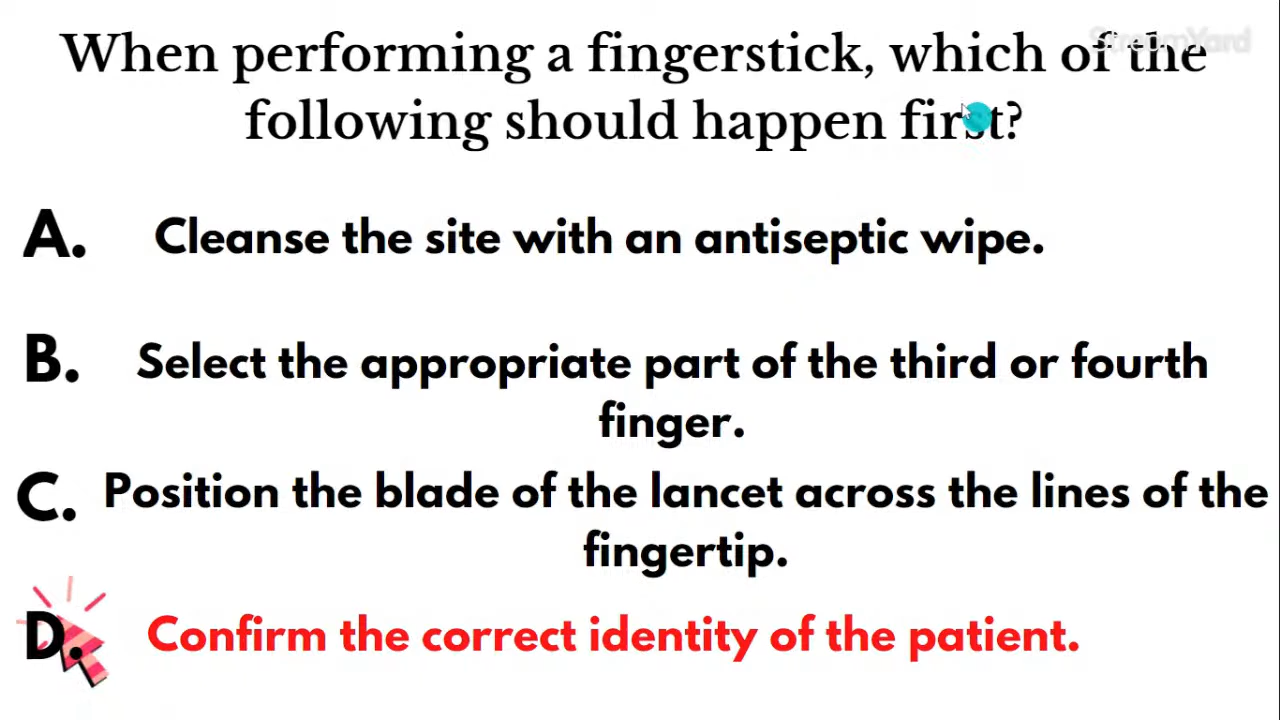 StreamYard
When performing a fingerstick, which of the
following should happen first?
A. Cleanse the site with an antiseptic wipe.
B. Select the appropriate part of the third or fourth
finger.
C. Position the blade of the lancet across the lines of the
fingertip.
D. Confirm the correct identity of the patient.